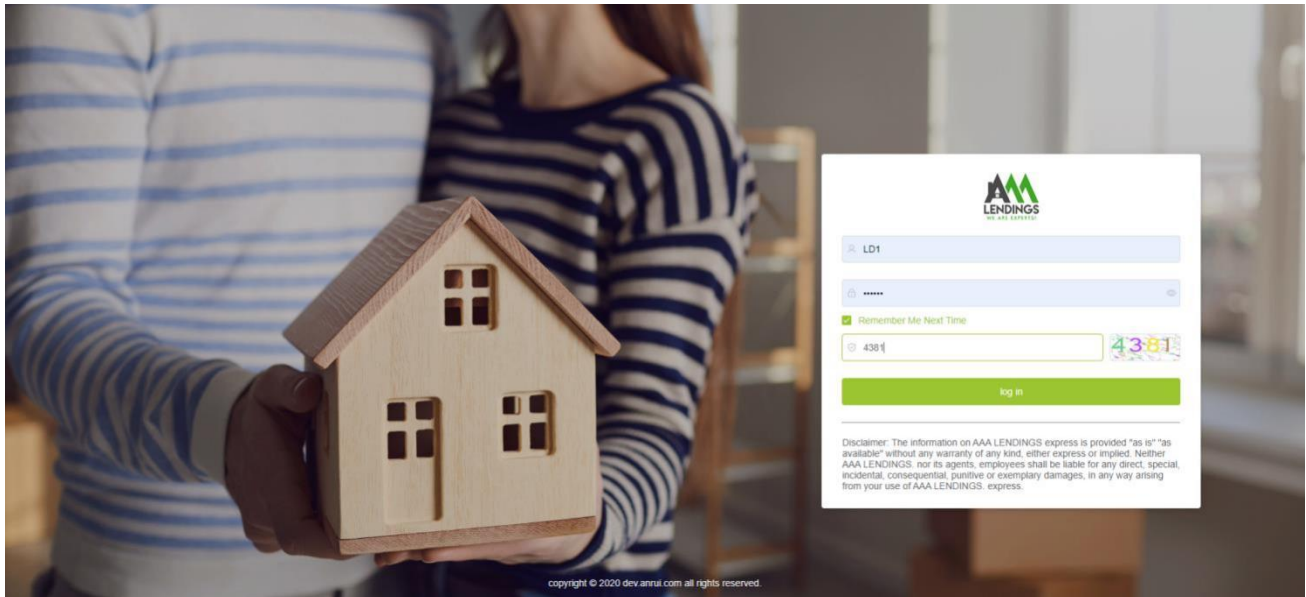 AAA
LENDINGS
WE ARE EXPERTS!
LD1
Remember Me Next Time
4381
4381
log in
Disclaimer: The information on AAA LENDINGS express is provided "as is" "as
available" without any warranty of any kind, either express or implied. Neither
AAA LENDINGS. nor its agents, employees shall be liable for any direct, special,
incidental, consequential, punitive or exemplary damages, in any way arising
from your use of AAA LENDINGS. express.
copyright © 2020 dev.anrui.com all rights reserved.